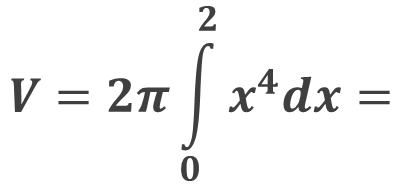 V = 2π ∫₀² x⁴dx =